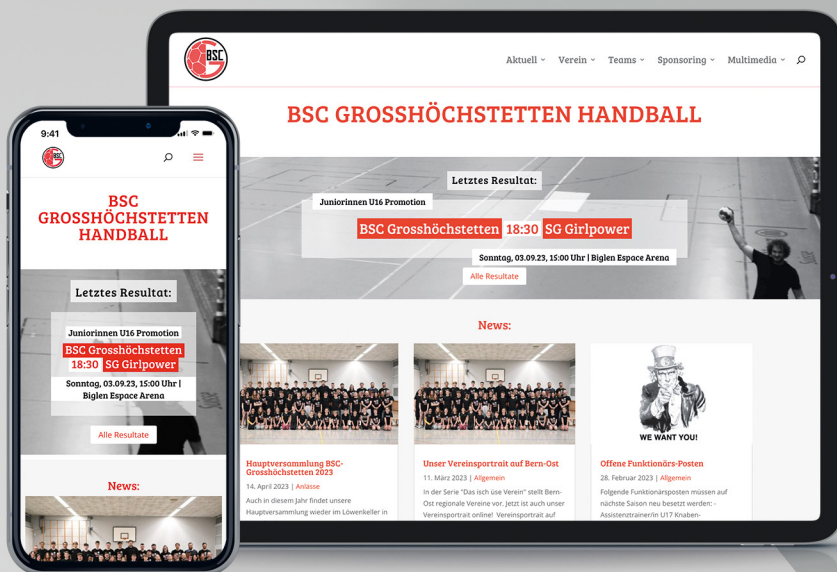 9:41
BSC
BSC
GROSSHÖCHSTETTEN
HANDBALL
Letztes Resultat:
Juniorinnen U16 Promotion
BSC Grosshöchstetten
18:30 SG Girlpower
Sonntag, 03.09.23, 15:00 Uhr |
Biglen Espace Arena
Alle Resultate
News:
BSC
Aktuell
Verein
Teams
Sponsoring
Multimedia
BSC GROSSHÖCHSTETTEN HANDBALL
Letztes Resultat:
Juniorinnen U16 Promotion
BSC Grosshöchstetten 18:30 SG Girlpower
Sonntag, 03.09.23, 15:00 Uhr | Biglen Espace Arena
Alle Resultate
News:
Hauptversammlung BSC-
Grosshöchstetten 2023
14. April 2023 | Anlässe
Auch in diesem Jahr findet unsere
Hauptversammlung wieder im Löwenkeller in
Unser Vereinsportrait auf Bern-Ost
11. März 2023 | Allgemein
In der Serie "Das isch üse Verein" stellt Bern-
Ost regionale Vereine vor. Jetzt ist auch unser
Vereinsportrait online! Vereinsportrait auf
WE WANT YOU!
Offene Funktionärs-Posten
28. Februar 2023 | Allgemein
Folgende Funktionärsposten müssen auf
nächste Saison neu besetzt werden: -
Assistenztrainer/in U17 Knaben-